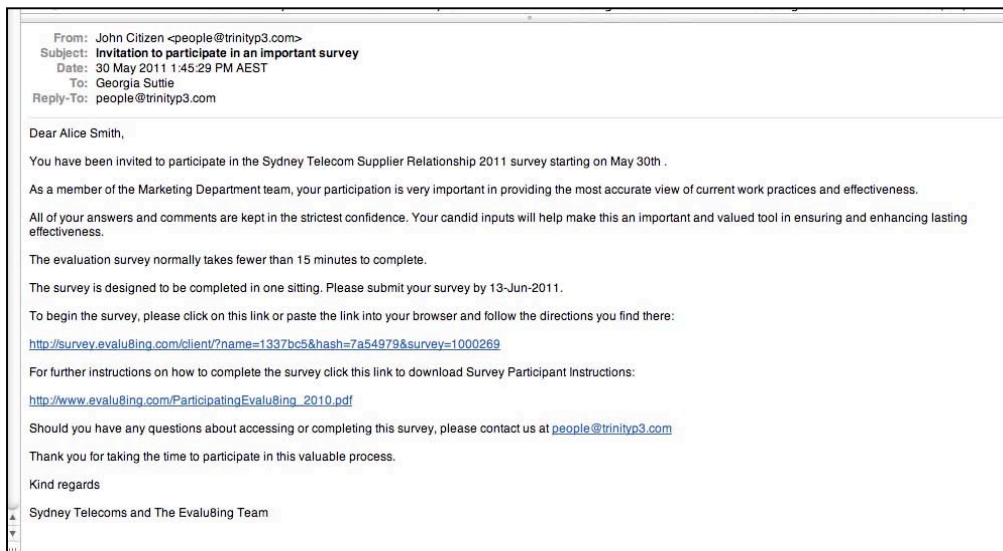 From: John Citizen <people@trinityp3.com>
Subject: Invitation to participate in an important survey
Date: 30 May 2011 1:45:29 PM AEST
To: Georgia Suttie
Reply-To: people@trinityp3.com
Dear Alice Smith,
You have been invited to participate in the Sydney Telecom Supplier Relationship 2011 survey starting on May 30th .
As a member of the Marketing Department team, your participation is very important in providing the most accurate view of current work practices and effectiveness.
All of your answers and comments are kept in the strictest confidence. Your candid inputs will help make this an important and valued tool in ensuring and enhancing lasting
effectiveness.
The evaluation survey normally takes fewer than 15 minutes to complete.
The survey is designed to be completed in one sitting. Please submit your survey by 13-Jun-2011.
To begin the survey, please click on this link or paste the link into your browser and follow the directions you find there:
http://survey.evalu8ing.com/client/?name=1337bc5&hash=7a54979&survey=1000269
For further instructions on how to complete the survey click this link to download Survey Participant Instructions:
http://www.evalu8ing.com/ParticipatingEvalu8ing_2010.pdf
Should you have any questions about accessing or completing this survey, please contact us at people@trinityp3.com
Thank you for taking the time to participate in this valuable process.
Kind regards
Sydney Telecoms and The Evalu8ing Team